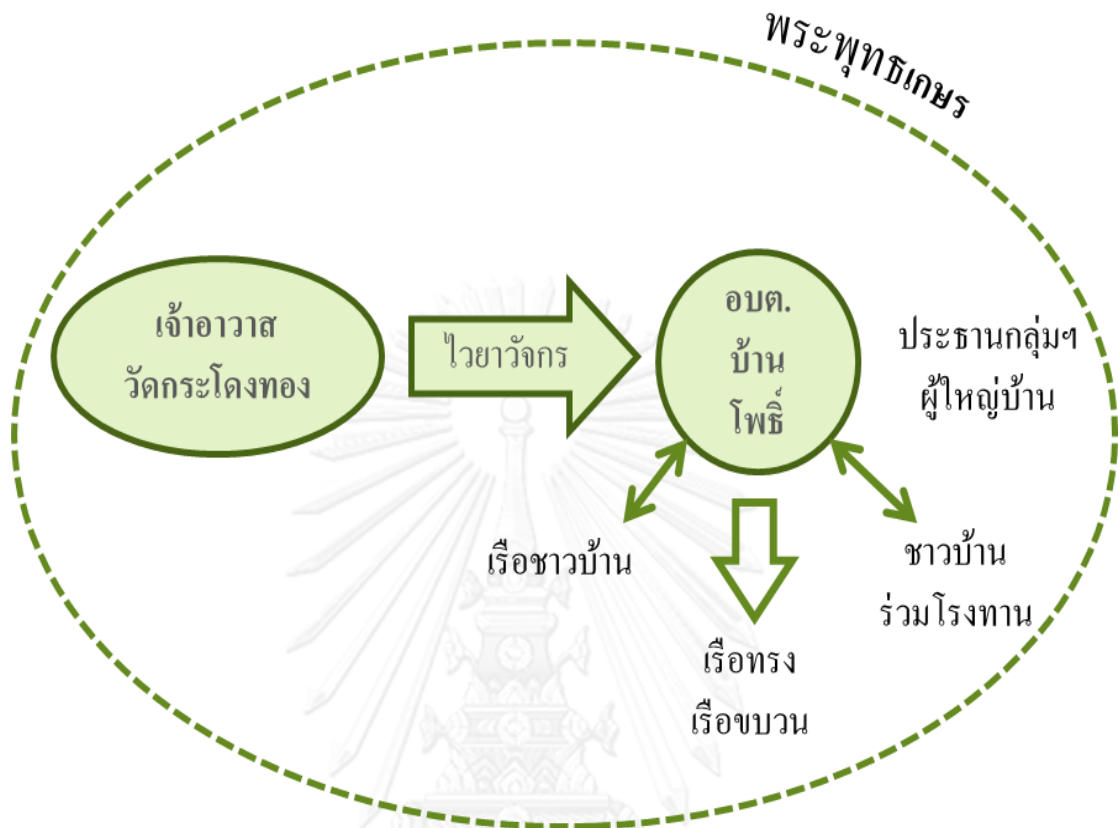 พระพุทธเกษร
เจ้าอาวาส
วัดกระโดงทอง
ไวยาวัจกร
อบต.
บ้าน
โพธิ์
ประธานกลุ่มฯ
ผู้ใหญ่บ้าน
เรือชาวบ้าน
ชาวบ้าน
ร่วมโรงทาน
เรือทรง
เรือขบวน